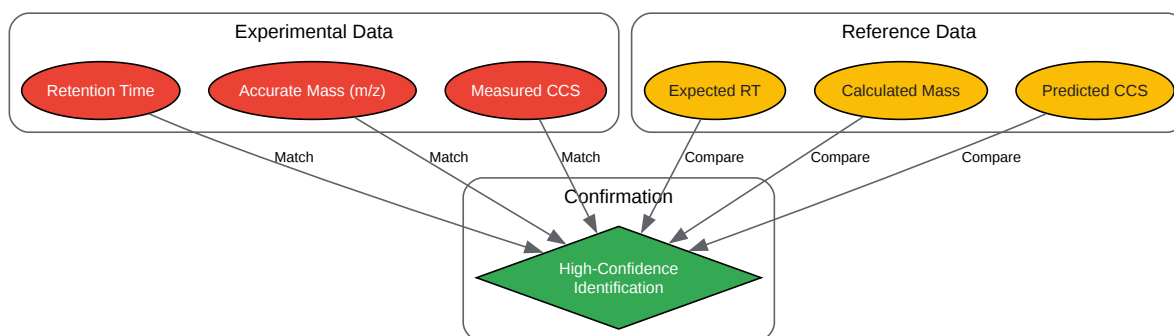 Experimental Data
Reference Data
Retention Time
Accurate Mass (m/z)
Measured CCS
Expected RT
Calculated Mass
Predicted CCS
Match
Match
Match
Compare
Compare
Compare
Confirmation
High-Confidence
Identification